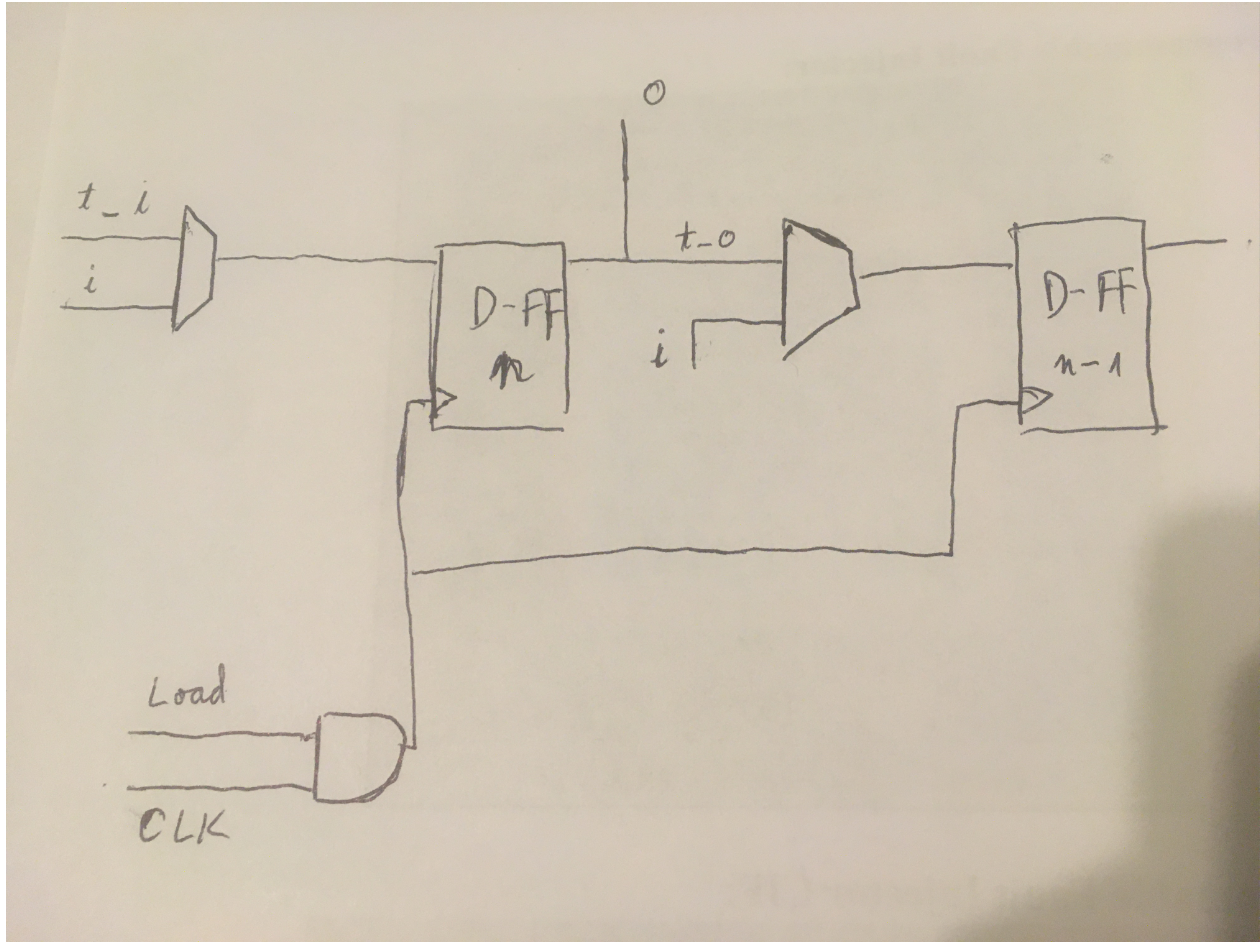 o
t_i
i
t_o
i
D-FF
n
D-FF
n-1
Load
CLK